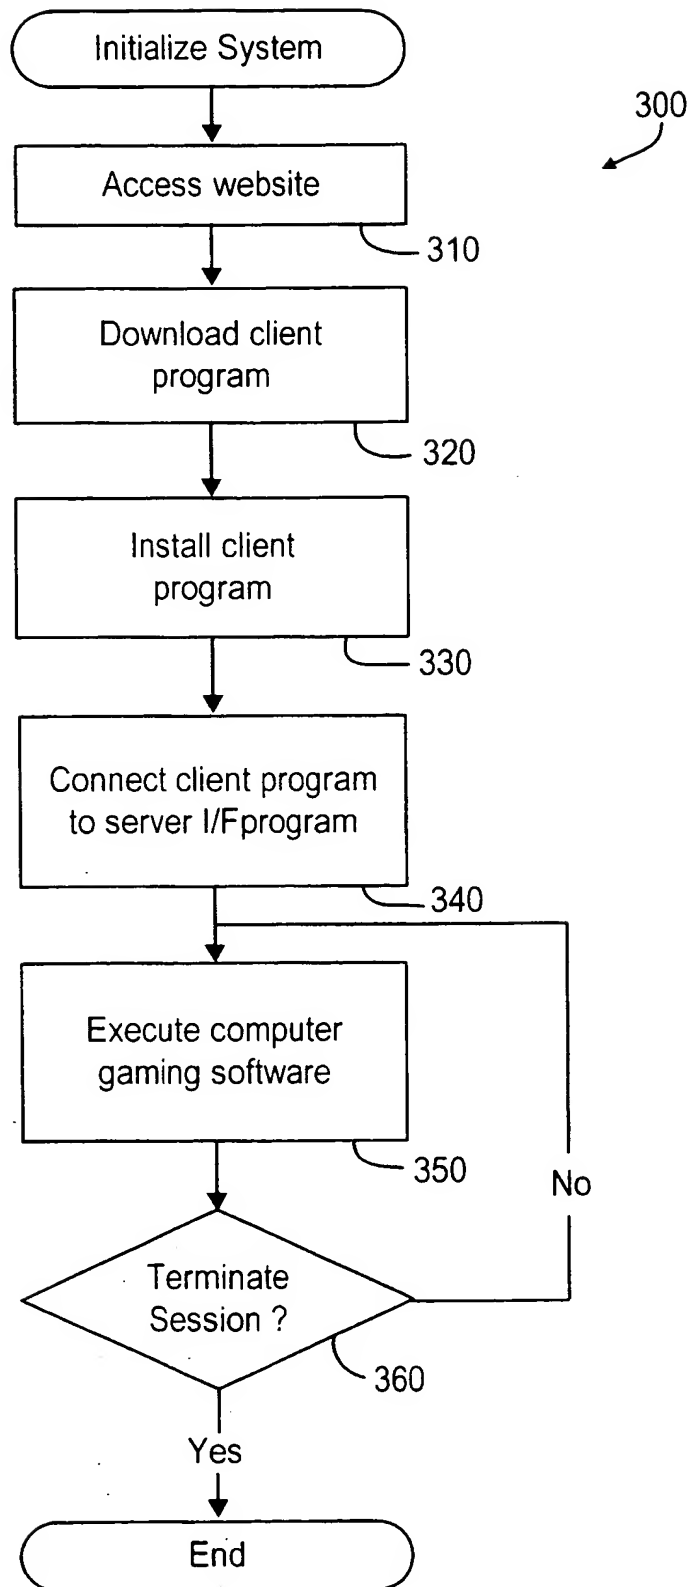 Initialize System
300
Access website
310
Download client
program
320
Install client
program
330
Connect client program
to server I/Fprogram
340
Execute computer
gaming software
350
No
Terminate
Session ?
360
Yes
End